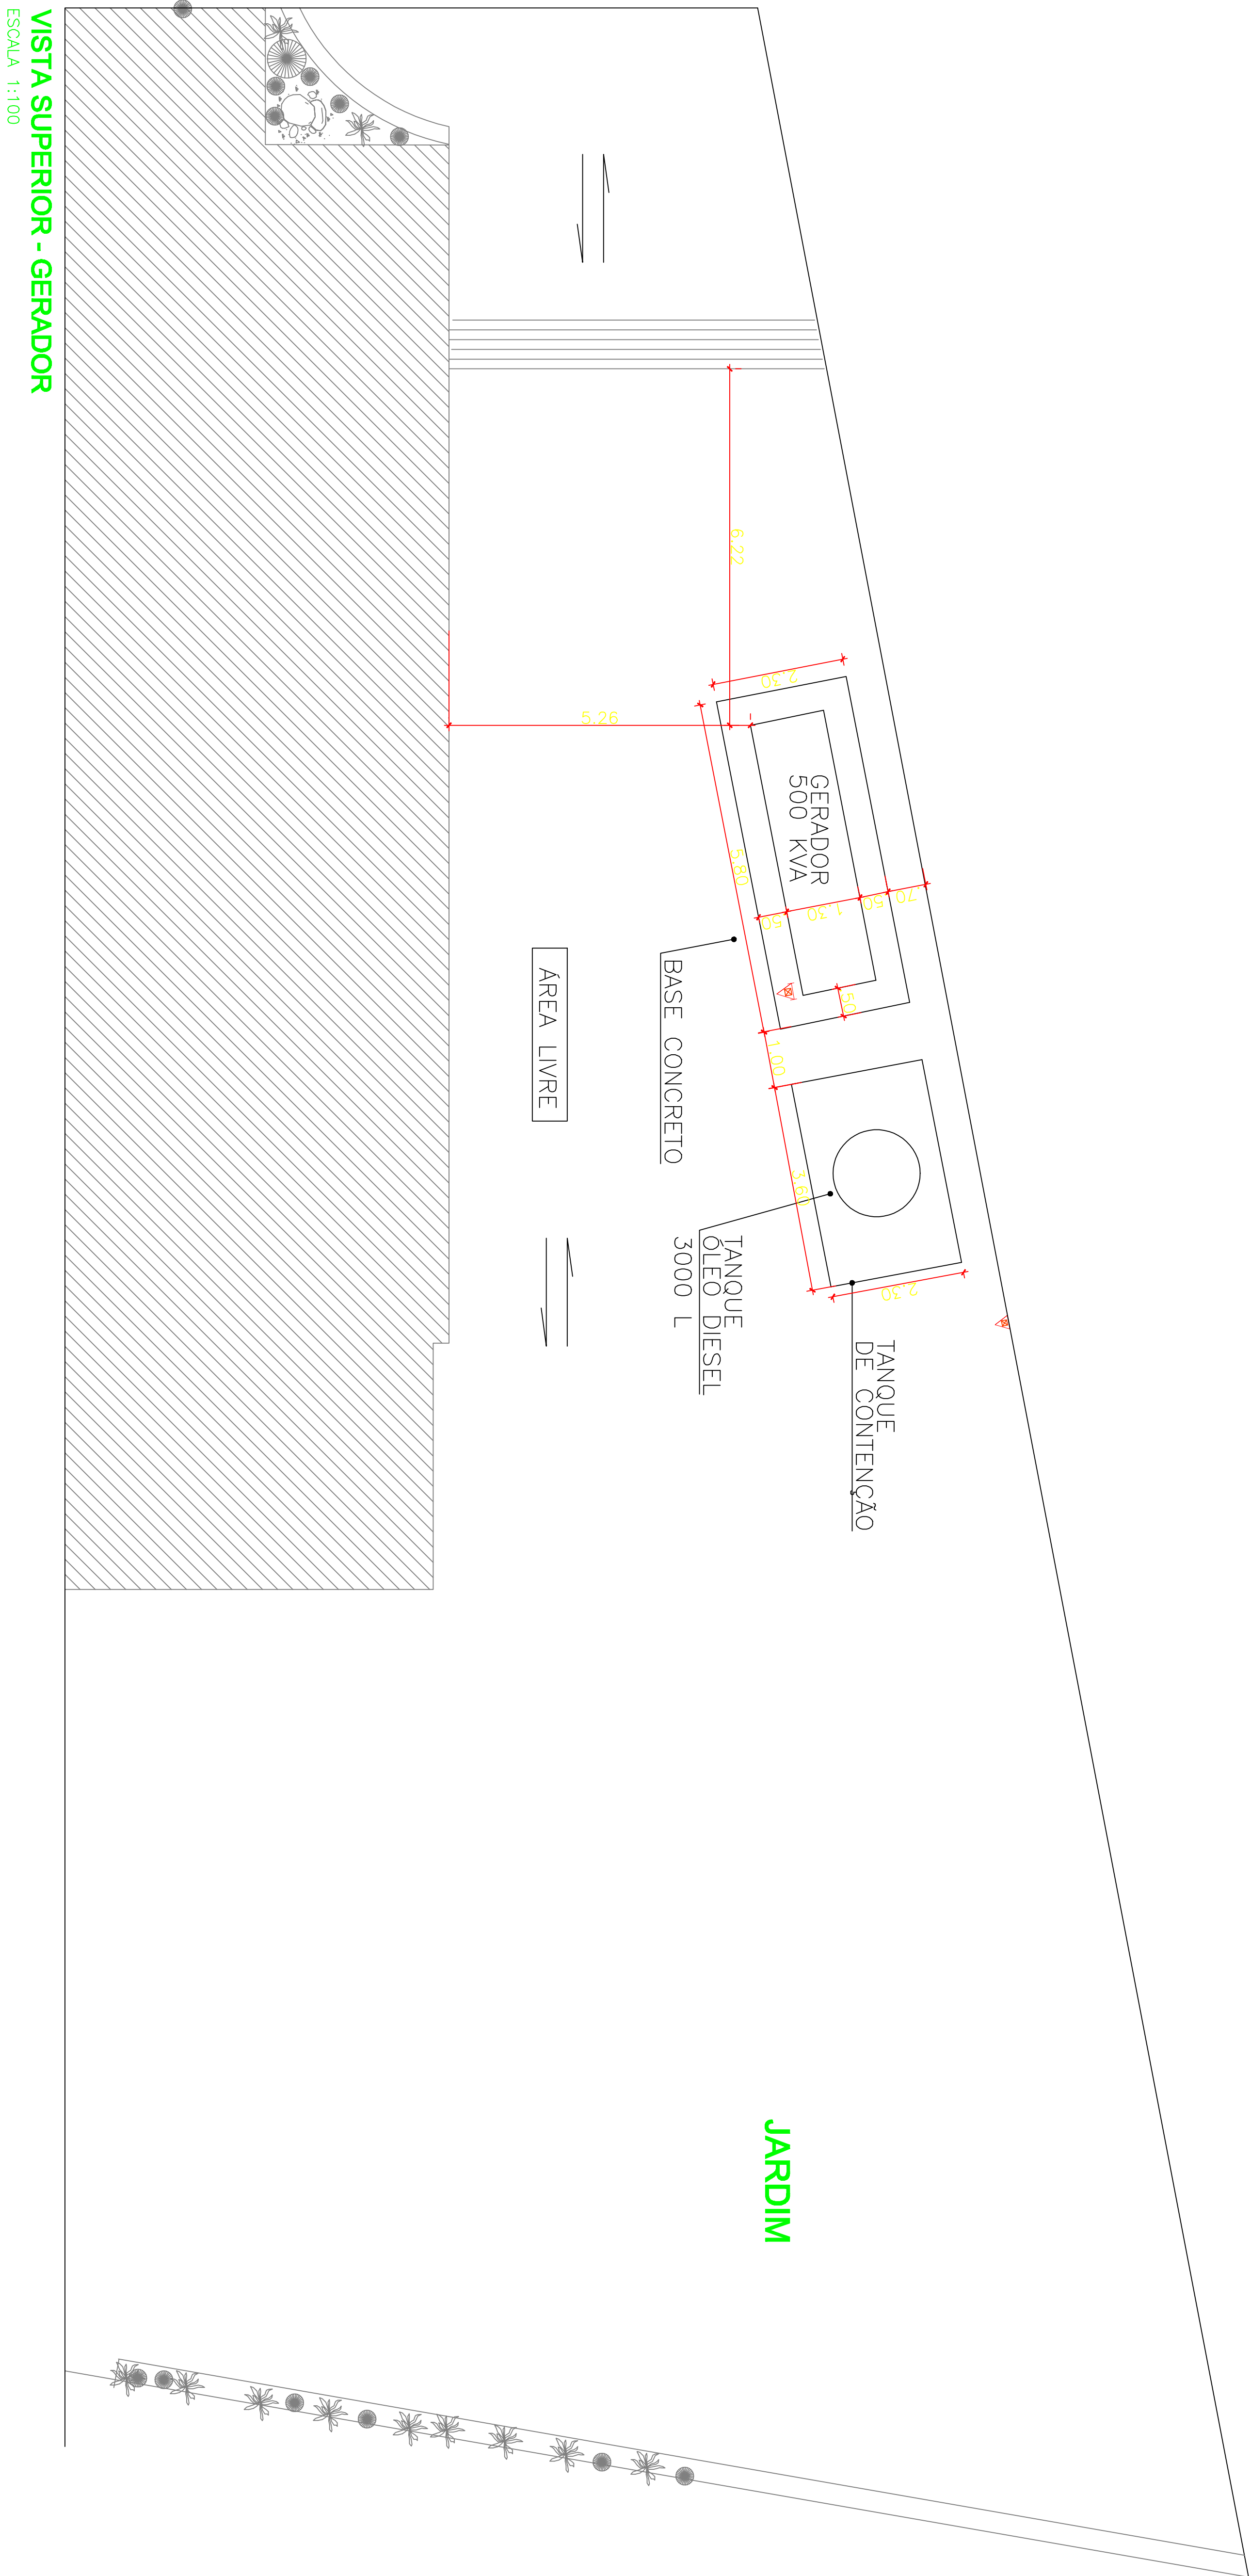 VISTA SUPERIOR - GERADOR
ESCALA 1:100
6.22
5.26
2.30
GERADOR
500 KVA
5.80
.50
1.30
.50
.70
.50
1.00
BASE CONCRETO
ÁREA LIVRE
3.60
2.30
TANQUE
ÓLEO DIESEL
3000 L
TANQUE
DE CONTENÇÃO
JARDIM